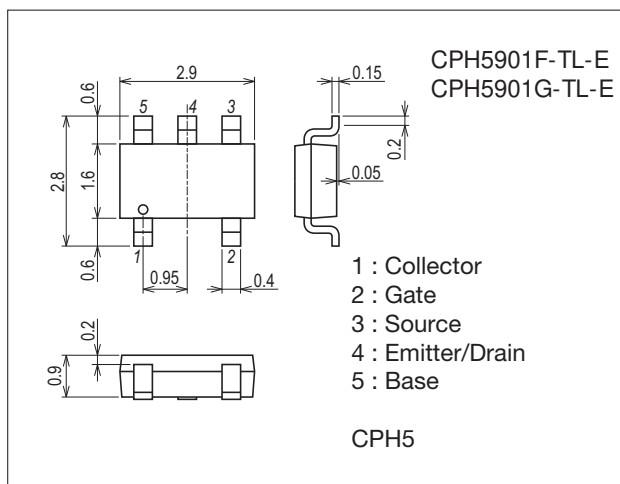 CPH5901F-TL-E
CPH5901G-TL-E
2.9
0.15
0.6
5
4
3
0.2
2.8
1.6
0.05
0.6
1
2
0.95
0.4
1 : Collector
2 : Gate
3 : Source
4 : Emitter/Drain
5 : Base
0.2
0.9
CPH5